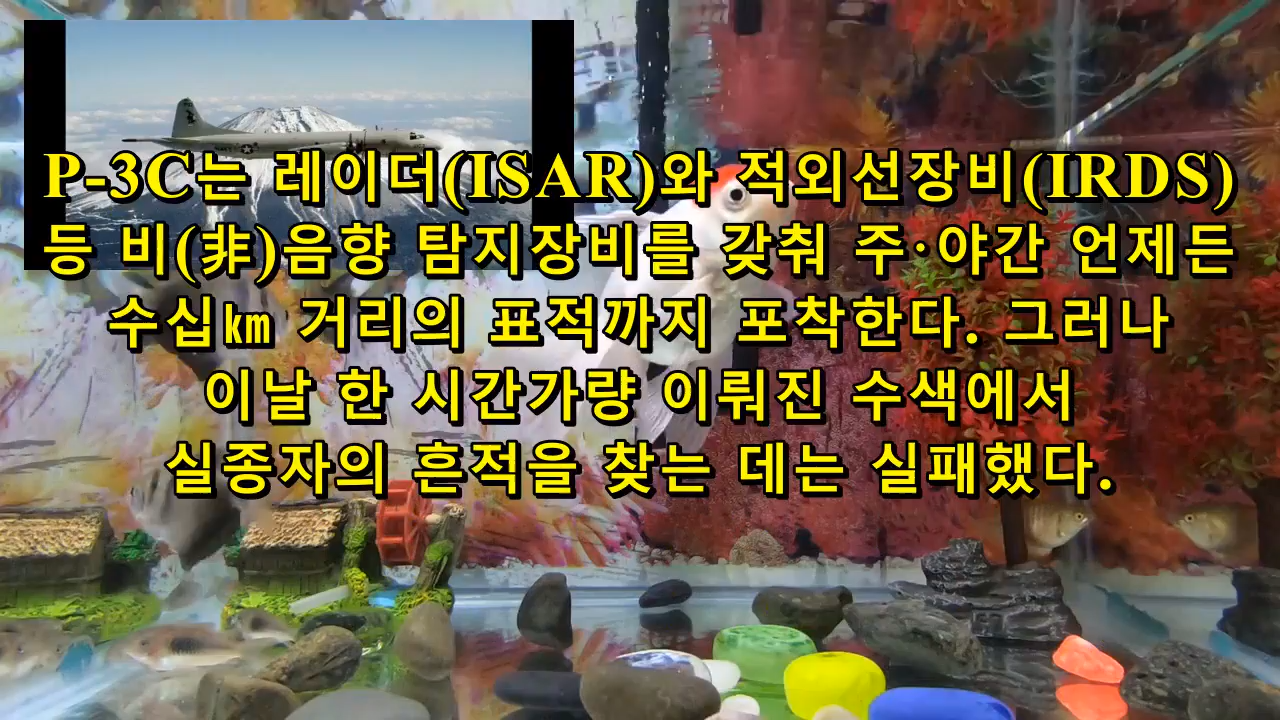 P-3C는 레이더(ISAR)와 적외선장비(IRDS)
등 비(非)음향 탐지장비를 갖춰 주·야간 언제든
수십㎞ 거리의 표적까지 포착한다. 그러나
이날 한 시간가량 이뤄진 수색에서
실종자의 흔적을 찾는 데는 실패했다.